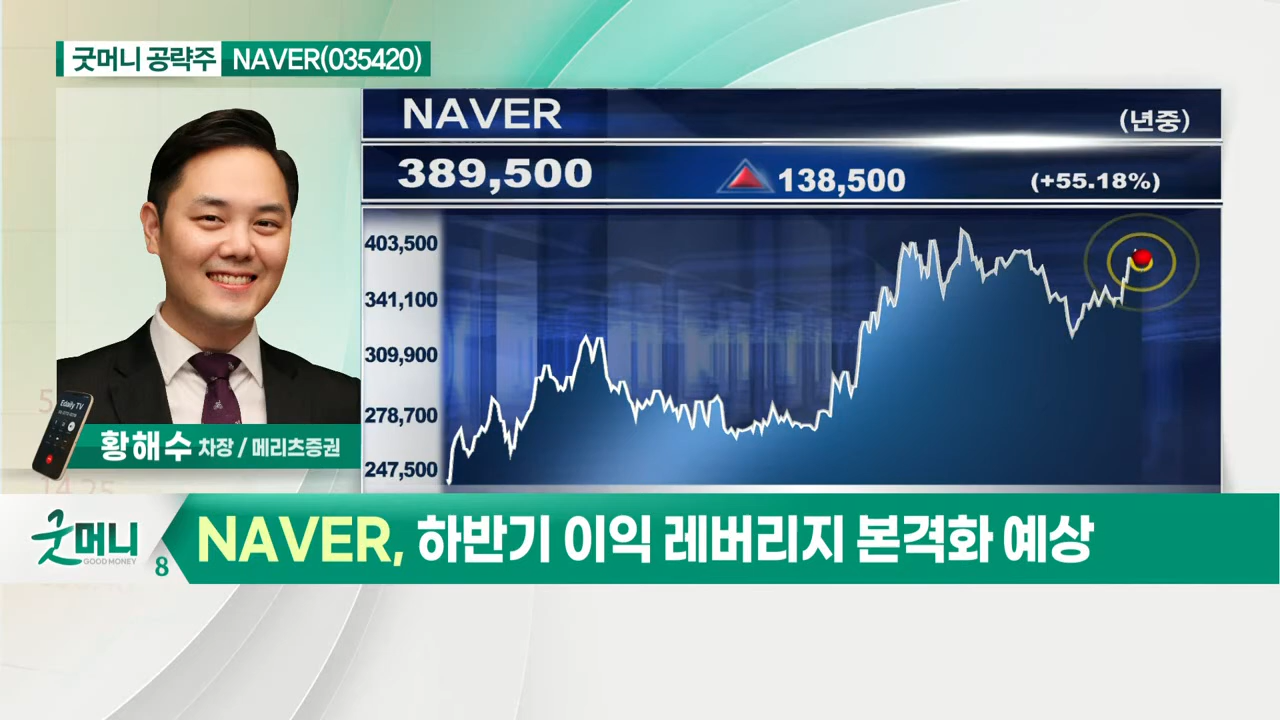 굿머니 공략주 NAVER(035420)
NAVER (년중)
389,500 138,500 (+55.18%)
403,500
341,100
309,900
278,700
247,500
Edaily TV
황해수 차장 / 메리츠증권
굿머니
GOOD MONEY
8
NAVER, 하반기 이익 레버리지 본격화 예상